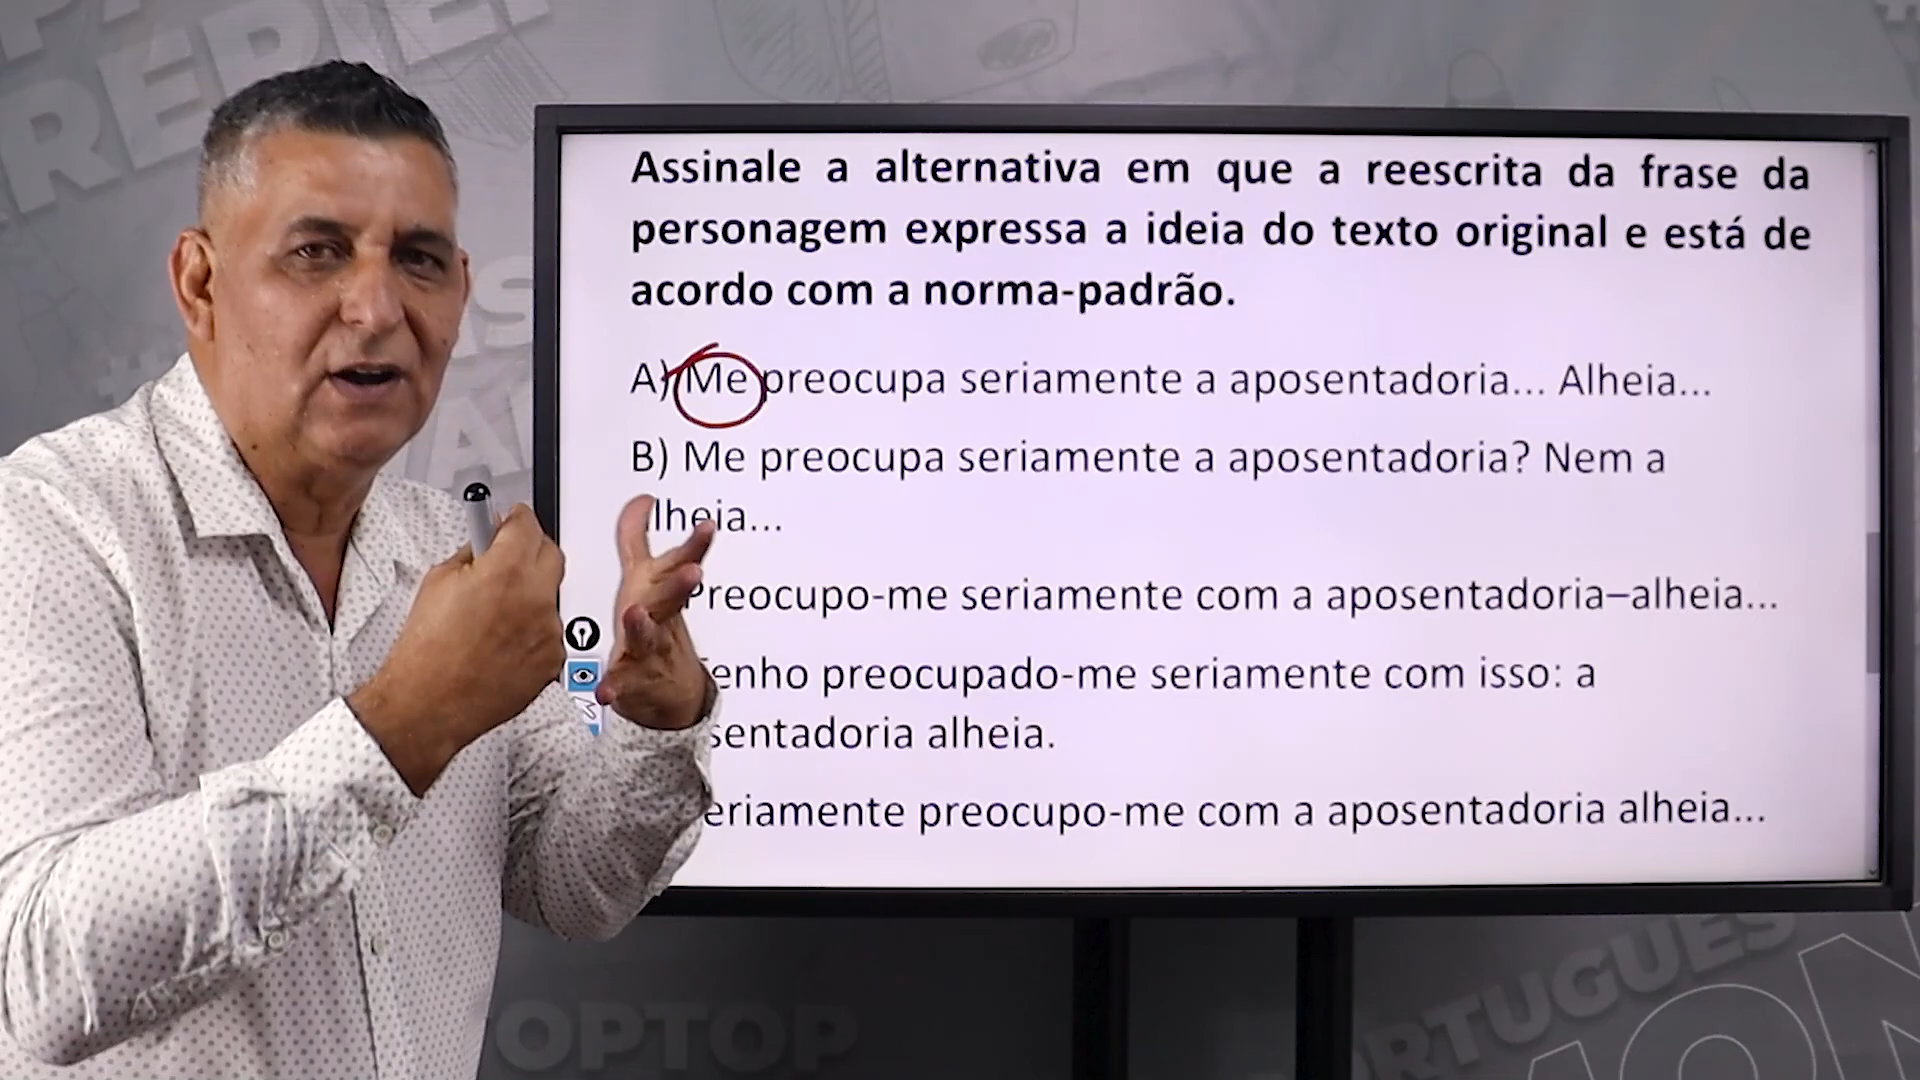 Assinale a alternativa em que a reescrita da frase da
personagem expressa a ideia do texto original e está de
acordo com a norma-padrão.
A) Me preocupa seriamente a aposentadoria... Alheia...
B) Me preocupa seriamente a aposentadoria? Nem a
lheia...
Preocupo-me seriamente com a aposentadoria–alheia...
enho preocupado-me seriamente com isso: a
sentadoria alheia.
eriamente preocupo-me com a aposentadoria alheia...
OPTOP
PORTUGUES